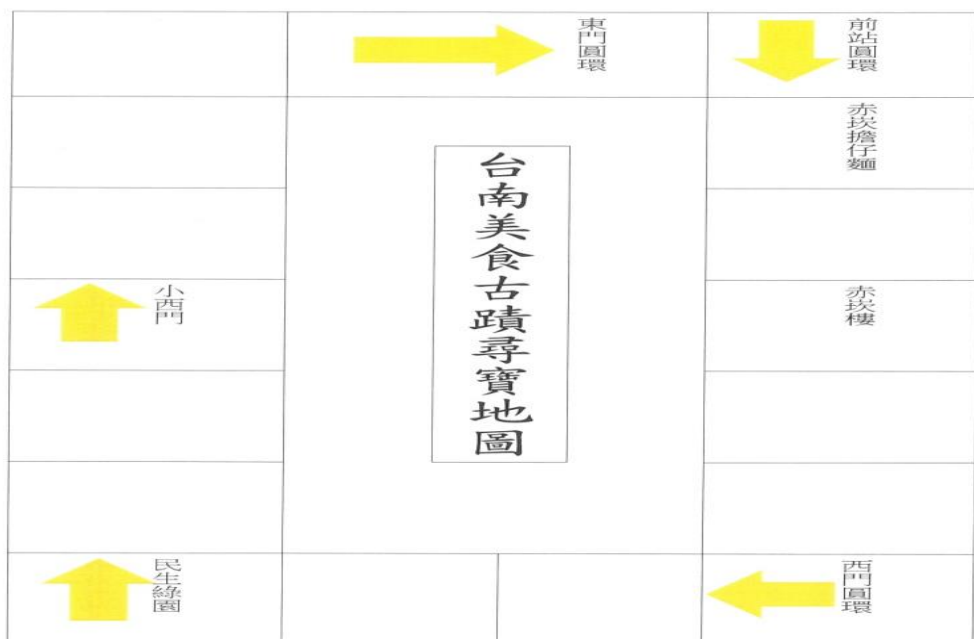 前站圓環
東門圓環
赤崁擔仔麵
台南美食古蹟尋寶地圖
赤崁樓
小西門
西門圓環
民生綠園